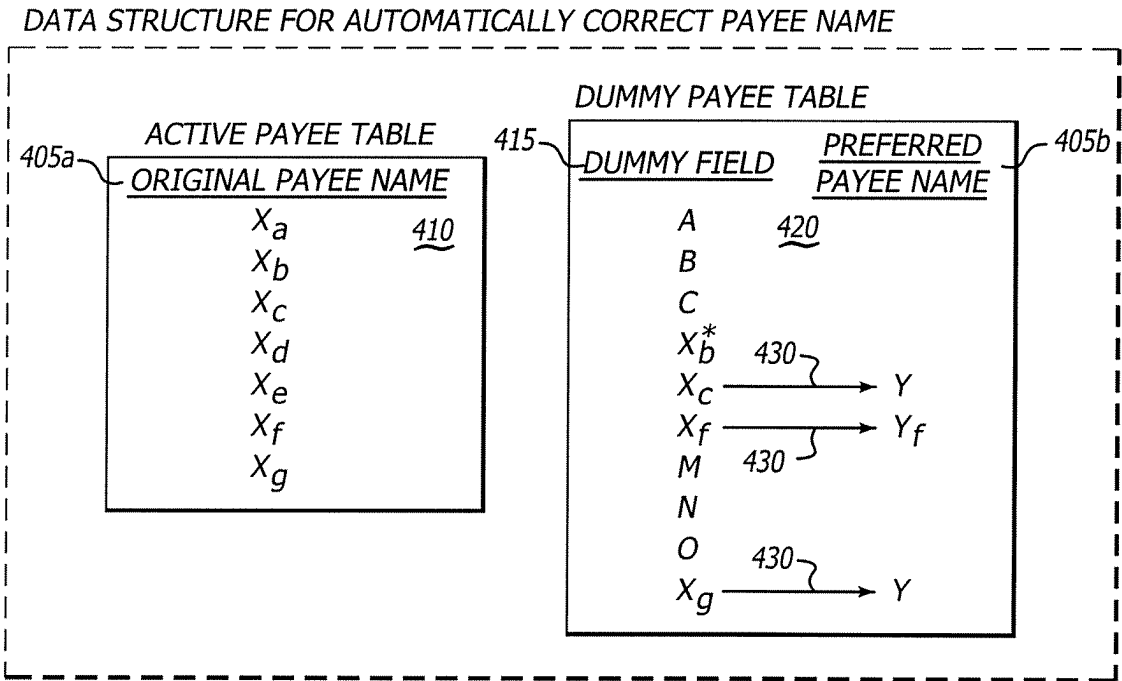 DATA STRUCTURE FOR AUTOMATICALLY CORRECT PAYEE NAME
ACTIVE PAYEE TABLE
405a
ORIGINAL PAYEE NAME
410
Xa
Xb
Xc
Xd
Xe
Xf
Xg
DUMMY PAYEE TABLE
415
DUMMY FIELD
PREFERRED
PAYEE NAME
405b
420
A
B
C
Xb*
430
Xc Y
Xf Yf
430
M
N
O
430
Xg Y